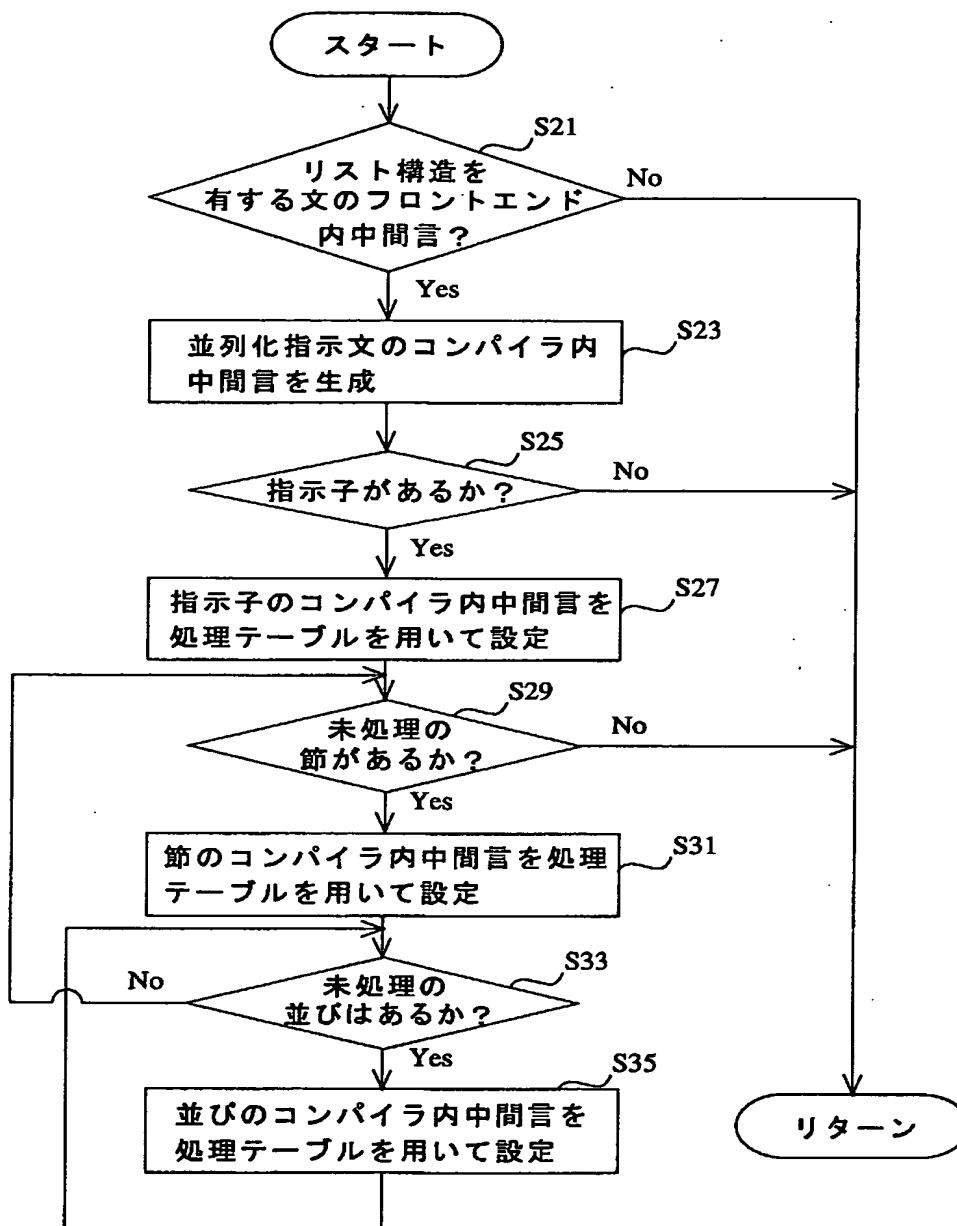 スタート
S21
リスト構造を
有する文のフロントエンド
内中間言？
No
Yes
S23
並列化指示文のコンパイラ内
中間言を生成
S25
指示子があるか？
No
Yes
S27
指示子のコンパイラ内中間言を
処理テーブルを用いて設定
S29
未処理の
節があるか？
No
Yes
S31
節のコンパイラ内中間言を処理
テーブルを用いて設定
S33
未処理の
並びはあるか？
No
Yes
S35
並びのコンパイラ内中間言を
処理テーブルを用いて設定
リターン